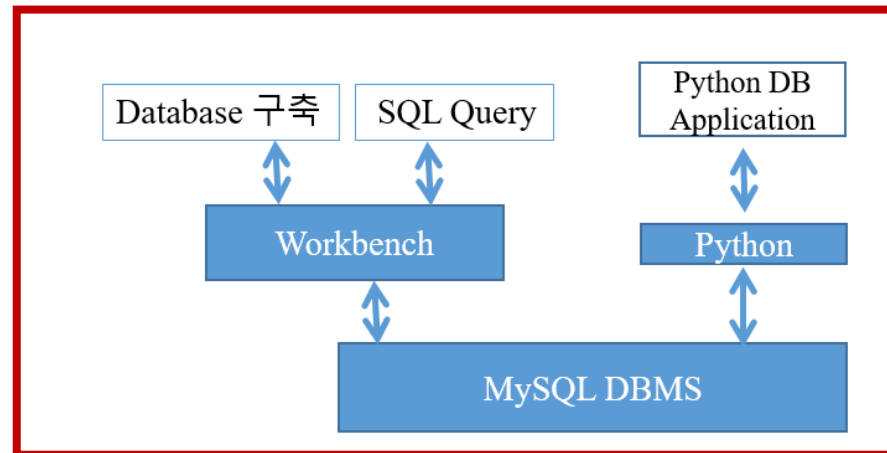 Database 구축
SQL Query
Python DB
Application
Workbench
Python
MySQL DBMS